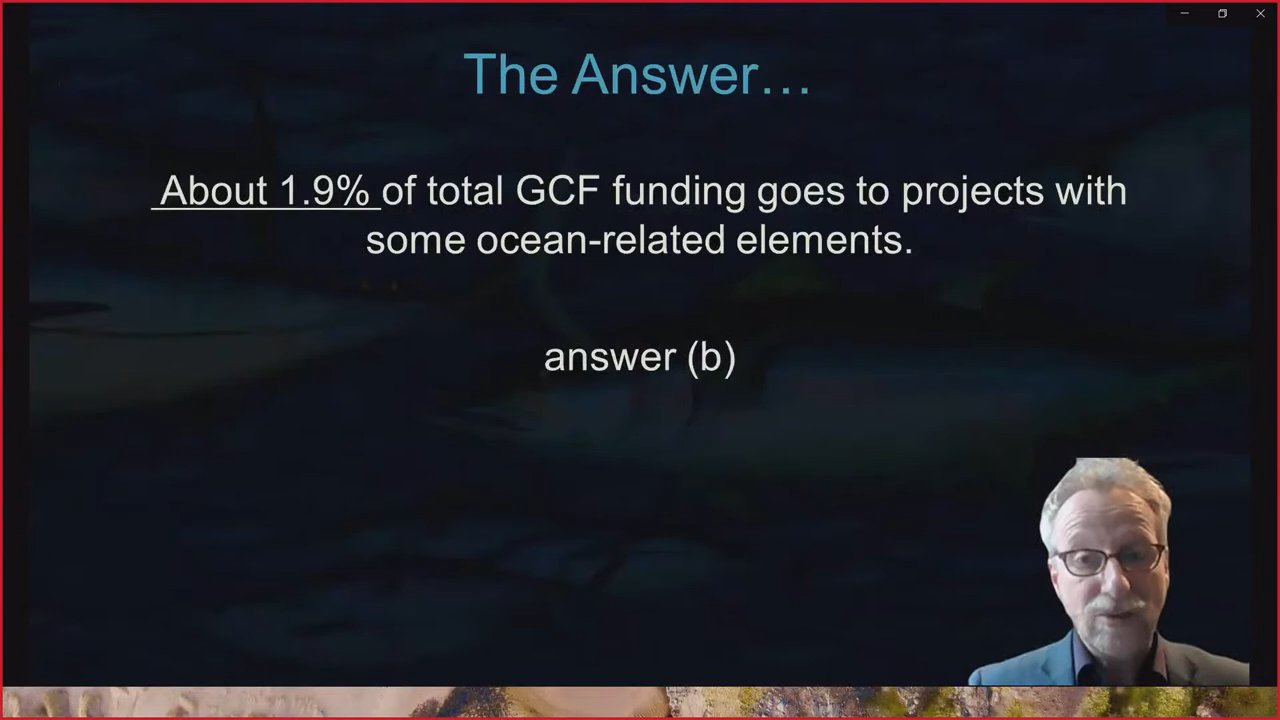 The Answer…
About 1.9% of total GCF funding goes to projects with
some ocean-related elements.
answer (b)